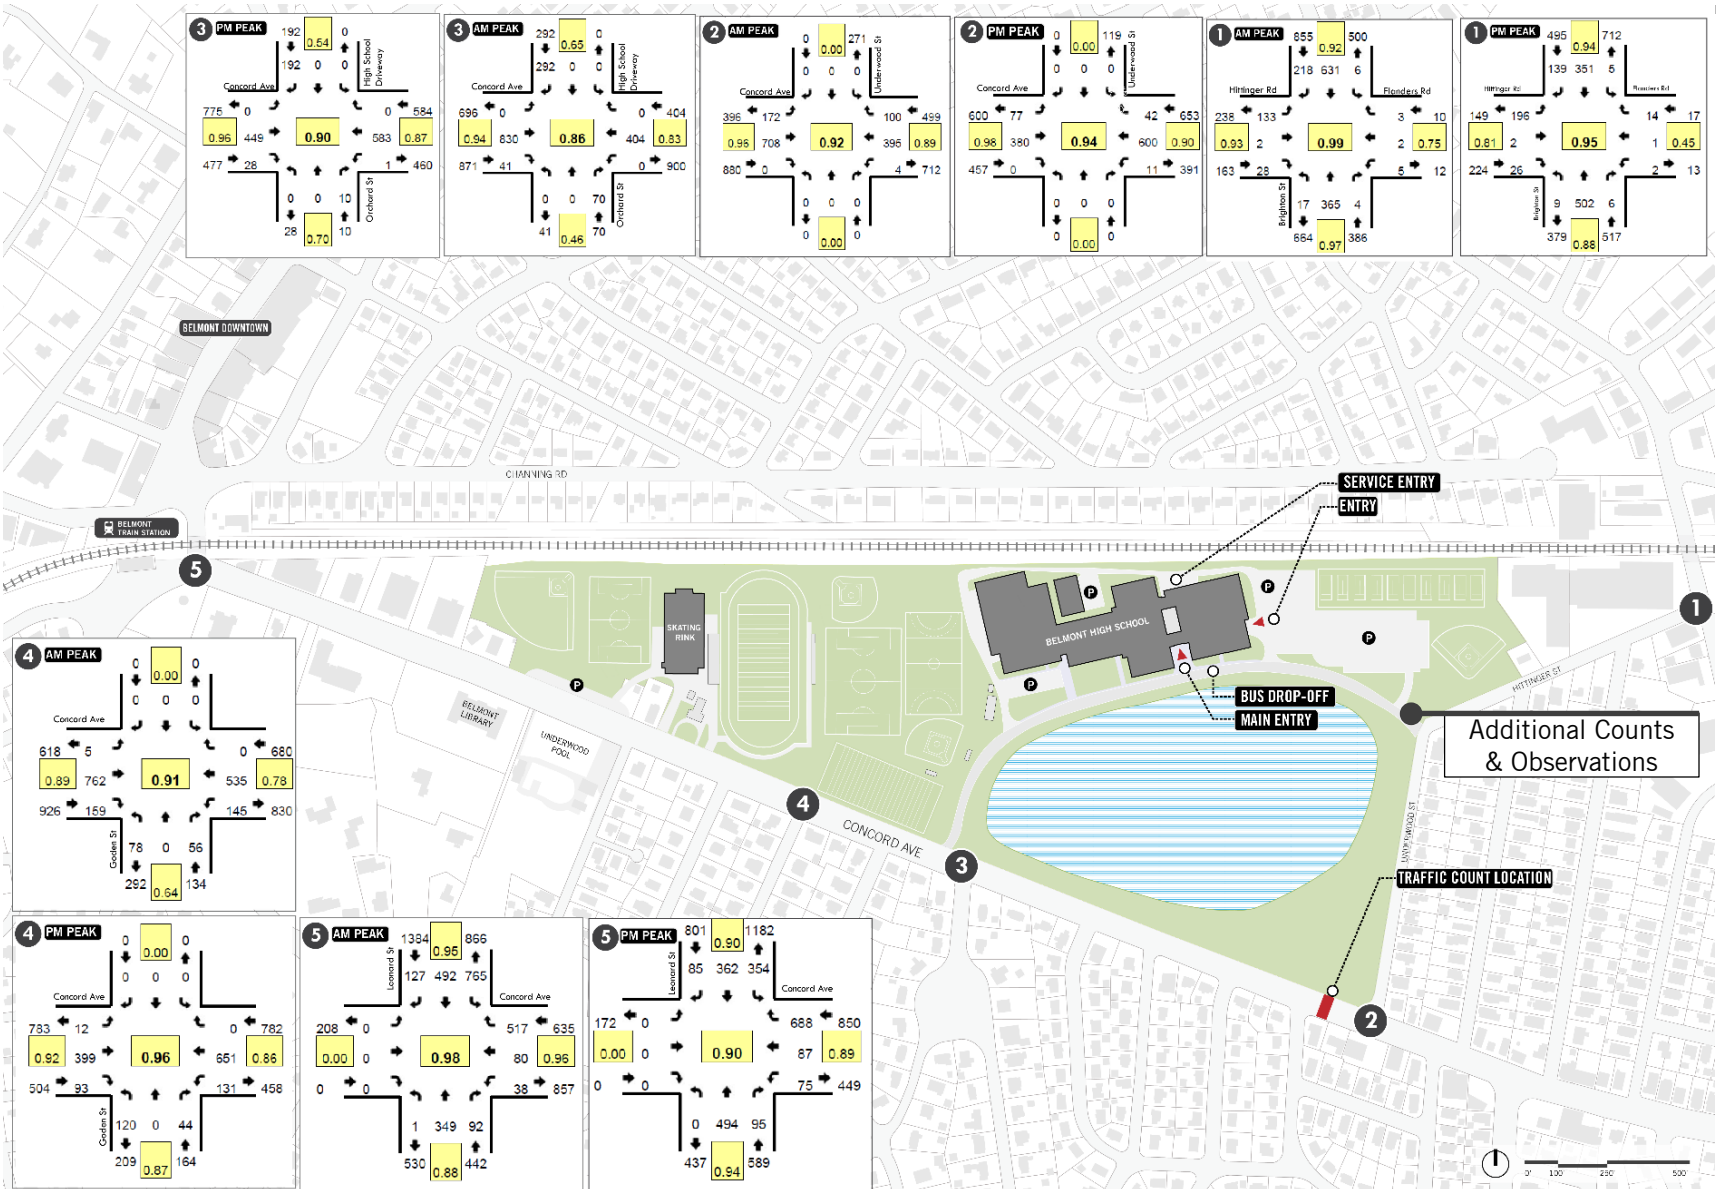 3 PM PEAK
192 0.54 0
192 0 0
High School Driveway
Concord Ave
775 0 0 584
0.96 449 0.90 583 0.87
477 28 1 460
0 0 10
28 0.70 10
Orchard St
3 AM PEAK
292 0.65 0
292 0 0
High School Driveway
Concord Ave
696 0 0 404
0.94 830 0.86 404 0.83
871 41 0 900
0 0 70
41 0.46 70
Orchard St
2 AM PEAK
0 0.00 271
0 0 0
Underwood St
Concord Ave
396 172 100 499
0.96 708 0.92 395 0.89
880 0 4 712
0 0 0
0 0.00 0
2 PM PEAK
0 0.00 119
0 0 0
Underwood St
Concord Ave
600 77 42 653
0.98 380 0.94 600 0.90
457 0 11 391
0 0 0
0 0.00 0
1 AM PEAK
855 0.92 500
218 631 6
Hittinger Rd Flanders Rd
238 133 3 10
0.93 2 0.99 2 0.75
163 28 5 12
17 365 4
664 0.97 386
Brighton St
1 PM PEAK
495 0.94 712
139 351 5
Hittinger Rd Flanders Rd
149 196 14 17
0.81 2 0.95 1 0.45
224 26 2 13
9 502 6
379 0.88 517
Brighton St
BELMONT DOWNTOWN
CHANNING RD
SERVICE ENTRY
ENTRY
BELMONT
TRAIN STATION
5
1
P
P
P
P
P
SKATING
RINK
BELMONT HIGH SCHOOL
HITTINGER ST
BUS DROP-OFF
MAIN ENTRY
BELMONT
LIBRARY
UNDERWOOD
POOL
Additional Counts
& Observations
4
CONCORD AVE
3
UNDERWOOD ST
TRAFFIC COUNT LOCATION
2
4 AM PEAK
0 0.00 0
0 0 0
Concord Ave
618 5 0 680
0.89 762 0.91 535 0.78
926 159 145 830
78 0 56
292 0.64 134
Goden St
4 PM PEAK
0 0.00 0
0 0 0
Concord Ave
783 12 0 782
0.92 399 0.96 651 0.86
504 93 131 458
120 0 44
209 0.87 164
Goden St
5 AM PEAK
1384 0.95 866
127 492 765
Leonard St
Concord Ave
208 0 517 635
0.00 0 0.98 80 0.96
0 0 38 857
1 349 92
530 0.88 442
5 PM PEAK
801 0.90 1182
85 362 354
Leonard St
Concord Ave
172 0 688 850
0.00 0 0.90 87 0.89
0 0 75 449
0 494 95
437 0.94 589
0' 100' 250' 500'